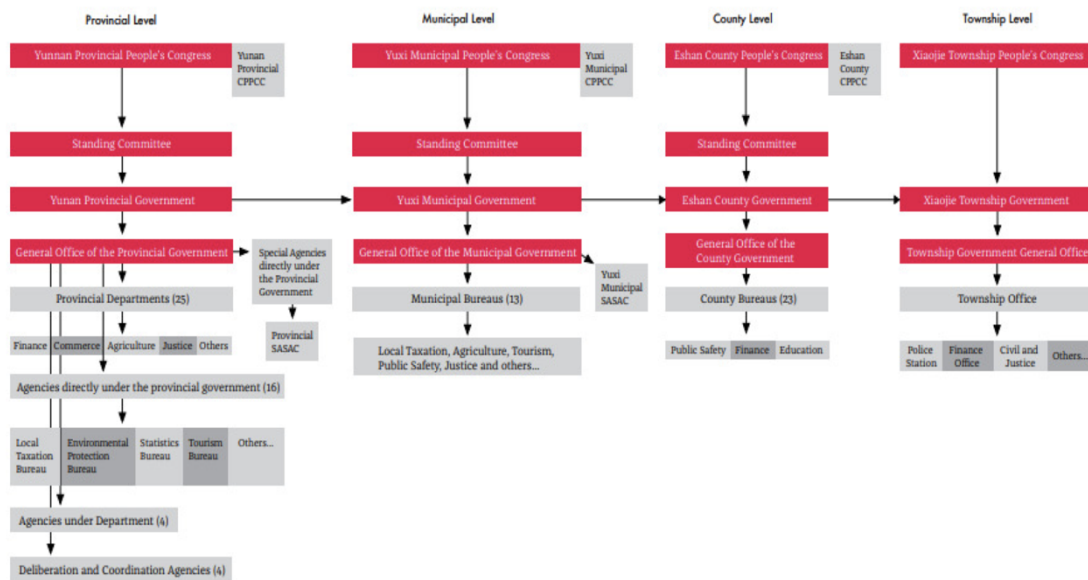 Provincial Level
Yunnan Provincial People's Congress
Yunan
Provincial
CPPCC
Standing Committee
Yunan Provincial Government
General Office of the Provincial Government
Special Agencies
directly under
the Provincial
Government
Provincial
SASAC
Provincial Departments (25)
Finance Commerce Agriculture Justice Others
Agencies directly under the provincial government (16)
Local
Taxation
Bureau
Environmental
Protection
Bureau
Statistics
Bureau
Tourism
Bureau
Others...
Agencies under Department (4)
Deliberation and Coordination Agencies (4)
Municipal Level
Yuxi Municipal People's Congress
Yuxi
Municipal
CPPCC
Standing Committee
Yuxi Municipal Government
General Office of the Municipal Government
Yuxi
Municipal
SASAC
Municipal Bureaus (13)
Local Taxation, Agriculture, Tourism,
Public Safety, Justice and others...
County Level
Eshan County People's Congress
Eshan
County
CPPCC
Standing Committee
Eshan County Government
General Office of the
County Government
County Bureaus (23)
Public Safety Finance Education
Township Level
Xiaojie Township People's Congress
Xiaojie Township Government
Township Government General Office
Township Office
Police
Station
Finance
Office
Civil and
Justice
Others...